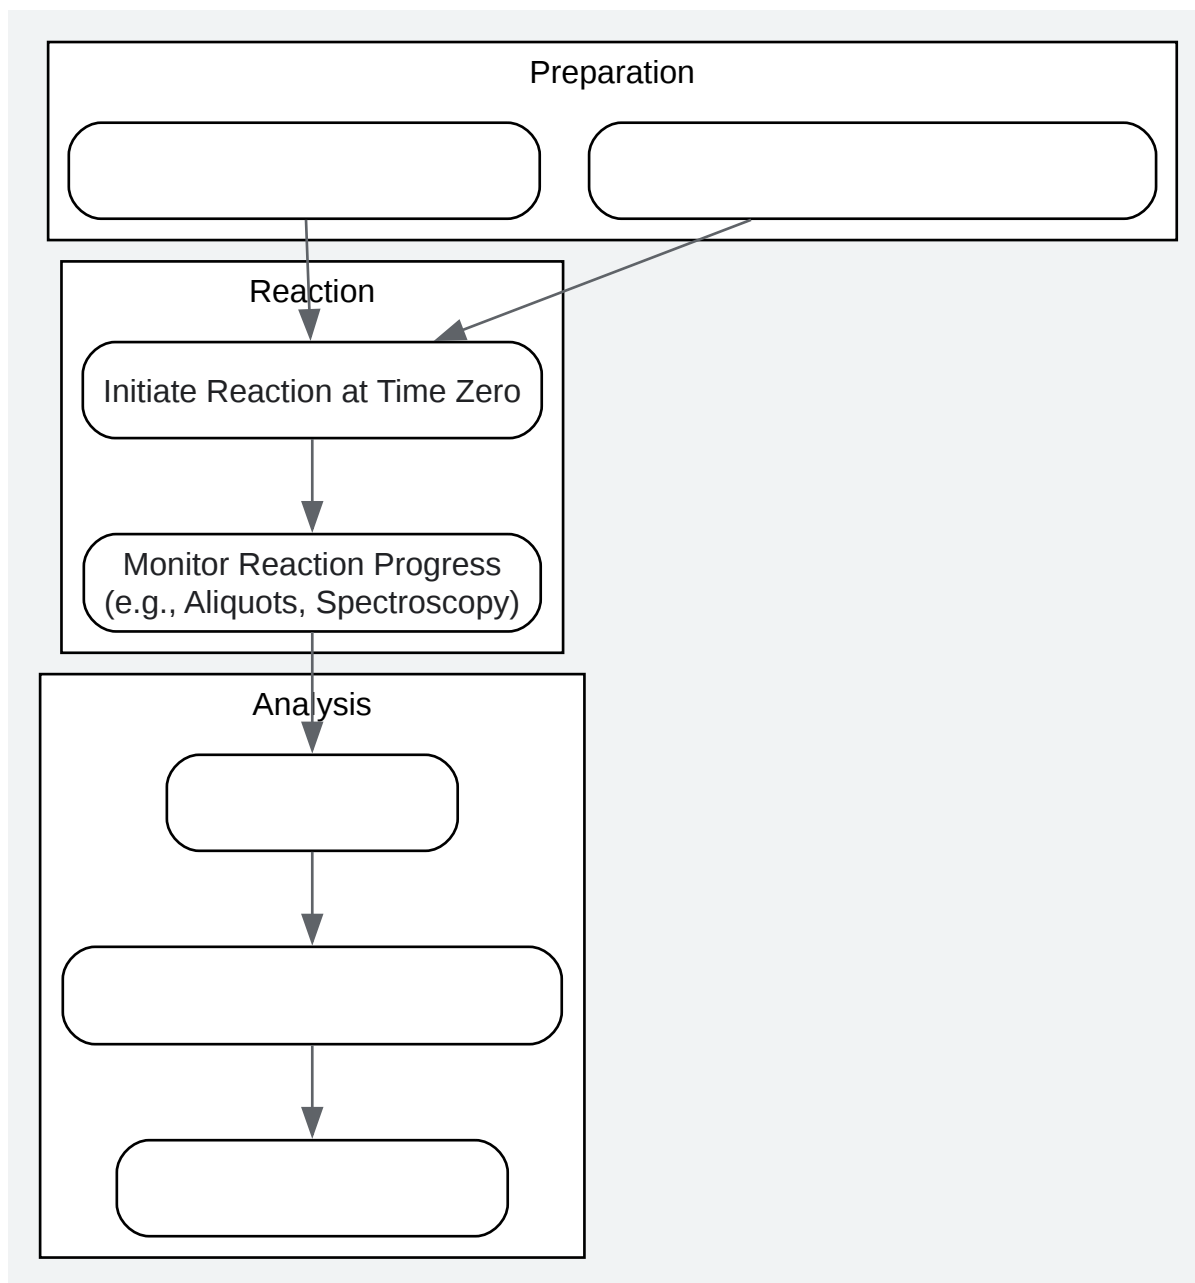 Preparation
Reaction
Initiate Reaction at Time Zero
Monitor Reaction Progress
(e.g., Aliquots, Spectroscopy)
Analysis